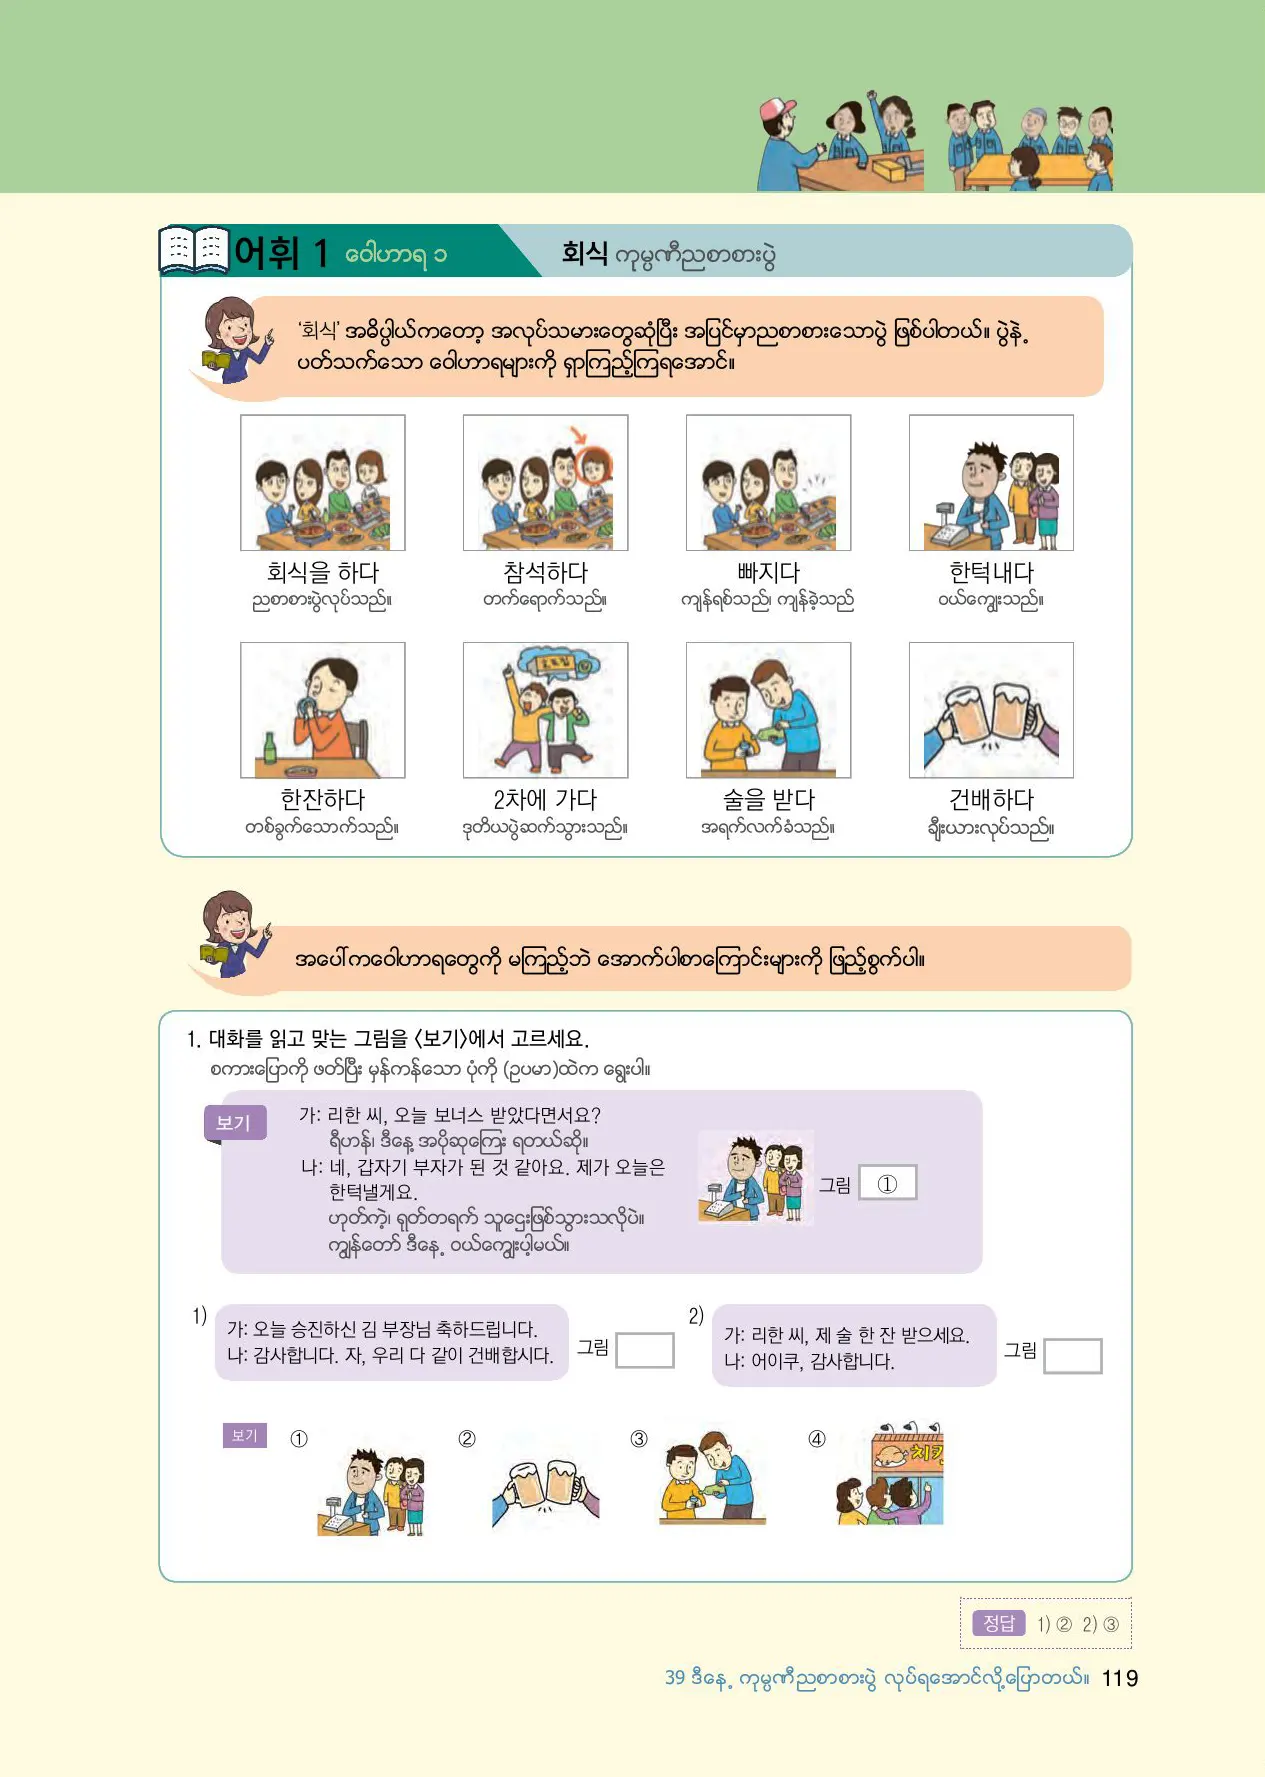 어휘 1 ဝေါဟာရ ၁
회식 ကုမ္ပဏီညစာစားပွဲ
‘회식’ အဓိပ္ပါယ်ကတော့ အလုပ်သမားတွေဆုံပြီး အပြင်မှာညစာစားသောပွဲ ဖြစ်ပါတယ်။ ပွဲနဲ့
ပတ်သက်သော ဝေါဟာရများကို ရှာကြည့်ကြရအောင်။
회식을 하다 참석하다 빠지다 한턱내다
ညစာစားပွဲလုပ်သည်။ တက်ရောက်သည်။ ကျန်ရစ်သည်၊ ကျန်ခဲ့သည် ဝယ်ကျွေးသည်။
한잔하다 2차에 가다 술을 받다 건배하다
တစ်ခွက်သောက်သည်။ ဒုတိယပွဲဆက်သွားသည်။ အရက်လက်ခံသည်။ ချီးယားလုပ်သည်။
အပေါ်ကဝေါဟာရတွေကို မကြည့်ဘဲ အောက်ပါစာကြောင်းများကို ဖြည့်စွက်ပါ။
1. 대화를 읽고 맞는 그림을 〈보기〉에서 고르세요.
စကားပြောကို ဖတ်ပြီး မှန်ကန်သော ပုံကို (ဥပမာ)ထဲက ရွေးပါ။
보기
가: 리한 씨, 오늘 보너스 받았다면서요?
ရီဟန်၊ ဒီနေ့ အပိုဆုကြေး ရတယ်ဆို။
나: 네, 갑자기 부자가 된 것 같아요. 제가 오늘은
한턱낼게요.
ဟုတ်ကဲ့၊ ရုတ်တရက် သူဌေးဖြစ်သွားသလိုပဲ။
ကျွန်တော် ဒီနေ့ ဝယ်ကျွေးပါ့မယ်။
그림 ①
1)
가: 오늘 승진하신 김 부장님 축하드립니다.
나: 감사합니다. 자, 우리 다 같이 건배합시다.
그림
2)
가: 리한 씨, 제 술 한 잔 받으세요.
나: 어이쿠, 감사합니다.
그림
보기 ① ② ③ ④
치킨
정답 1) ② 2) ③
39 ဒီနေ့ ကုမ္ပဏီညစာစားပွဲ လုပ်ရအောင်လို့ပြောတယ်။ 119